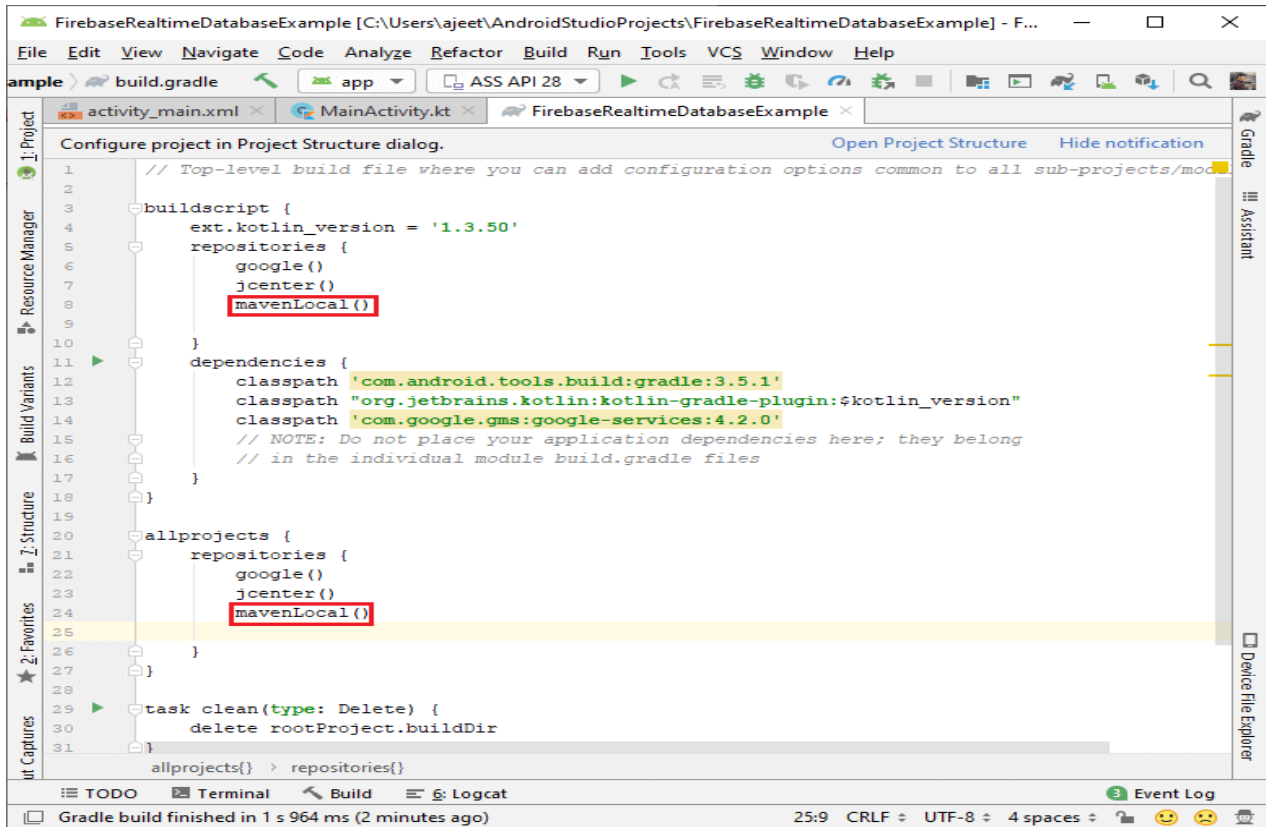 FirebaseRealtimeDatabaseExample [C:\Users\ajeet\AndroidStudioProjects\FirebaseRealtimeDatabaseExample] - F...
File Edit View Navigate Code Analyze Refactor Build Run Tools VCS Window Help
ample build.gradle app ASS API 28
activity_main.xml MainActivity.kt FirebaseRealtimeDatabaseExample
Configure project in Project Structure dialog. Open Project Structure Hide notification
1 // Top-level build file where you can add configuration options common to all sub-projects/mod
2
3 buildscript {
4 ext.kotlin_version = '1.3.50'
5 repositories {
6 google()
7 jcenter()
8 mavenLocal()
9
10 }
11 dependencies {
12 classpath 'com.android.tools.build:gradle:3.5.1'
13 classpath "org.jetbrains.kotlin:kotlin-gradle-plugin:$kotlin_version"
14 classpath 'com.google.gms:google-services:4.2.0'
15 // NOTE: Do not place your application dependencies here; they belong
16 // in the individual module build.gradle files
17 }
18 }
19
20 allprojects {
21 repositories {
22 google()
23 jcenter()
24 mavenLocal()
25
26 }
27 }
28
29 task clean(type: Delete) {
30 delete rootProject.buildDir
31 }
allprojects{} > repositories{}
1: Project
Resource Manager
Build Variants
7: Structure
2: Favorites
ut Captures
Gradle
Assistant
Device File Explorer
TODO Terminal Build 6: Logcat 3 Event Log
Gradle build finished in 1 s 964 ms (2 minutes ago) 25:9 CRLF UTF-8 4 spaces